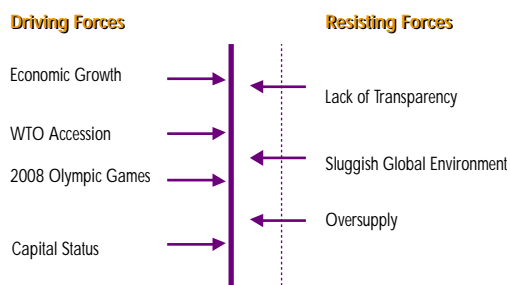 Driving Forces
Economic Growth
WTO Accession
2008 Olympic Games
Capital Status
Resisting Forces
Lack of Transparency
Sluggish Global Environment
Oversupply